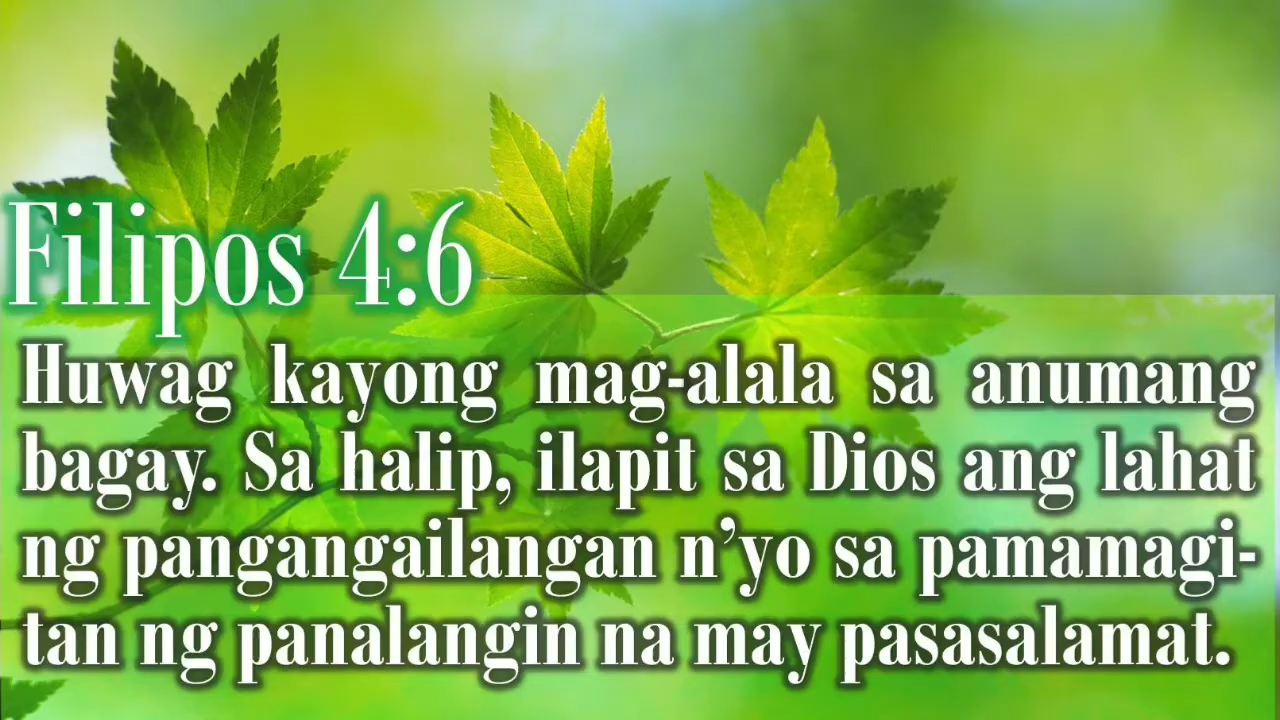 Filipos 4:6
Huwag kayong mag-alala sa anumang
bagay. Sa halip, ilapit sa Dios ang lahat
ng pangangailangan n’yo sa pamamagi-
tan ng panalangin na may pasasalamat.